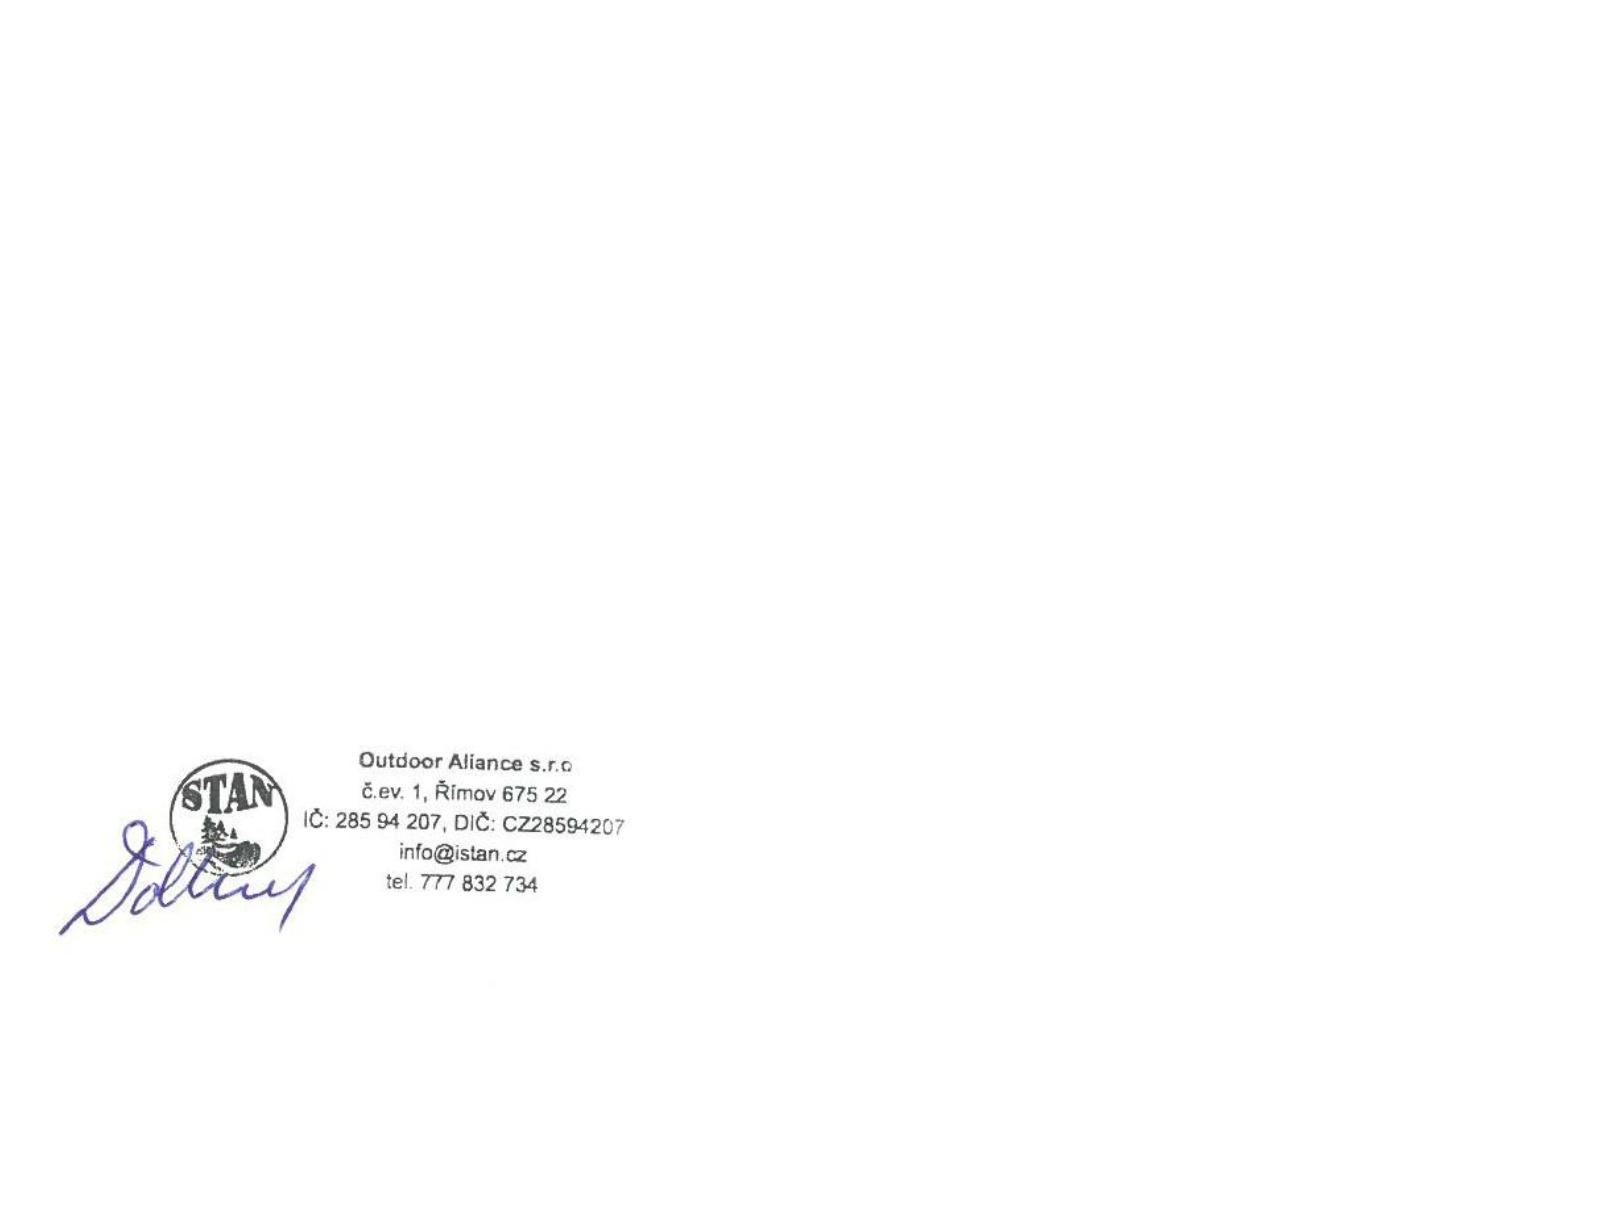 STAN
Outdoor Aliance s.r.o
č.ev. 1, Římov 675 22
IČ: 285 94 207, DIČ: CZ28594207
info@istan.cz
tel. 777 832 734